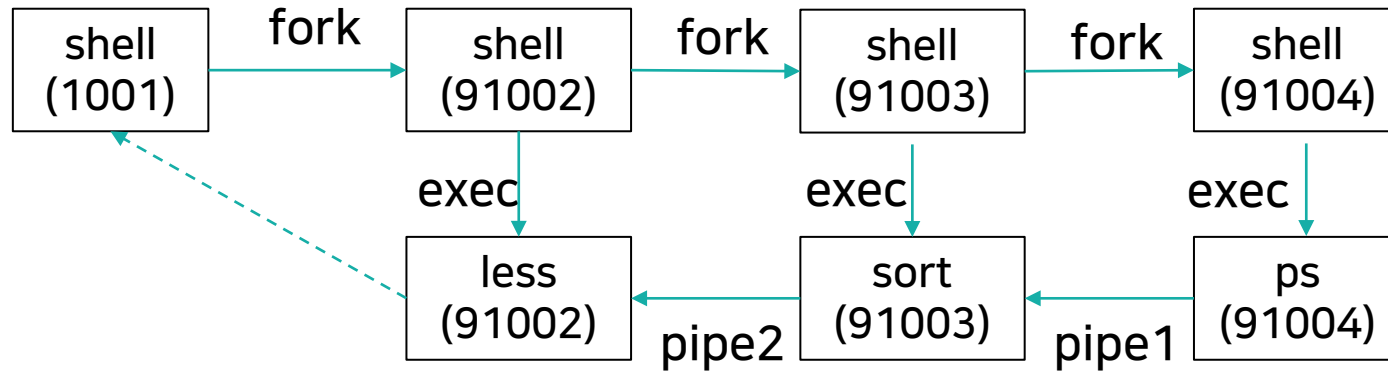 shell
(1001)
fork
shell
(91002)
fork
shell
(91003)
fork
shell
(91004)
exec
exec
exec
less
(91002)
pipe2
sort
(91003)
pipe1
ps
(91004)